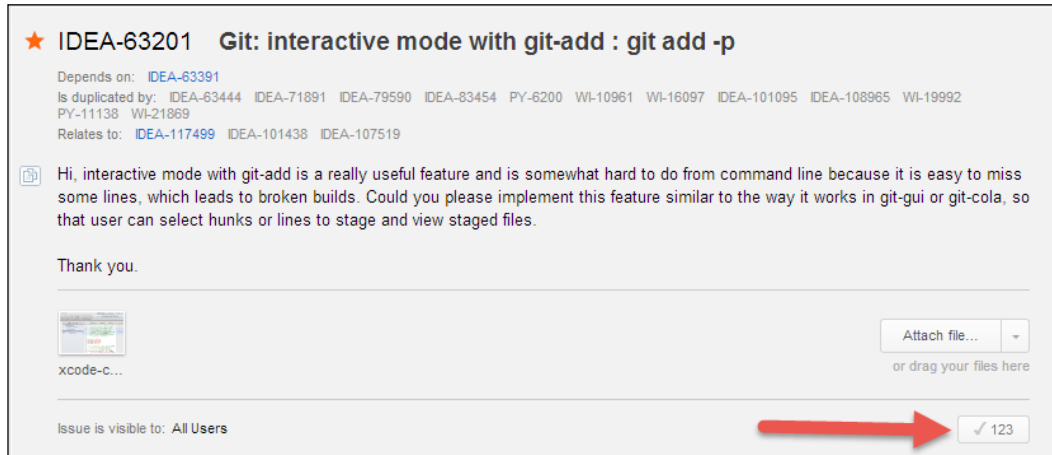 IDEA-63201 Git: interactive mode with git-add : git add -p
Depends on: IDEA-63391
Is duplicated by: IDEA-63444 IDEA-71891 IDEA-79590 IDEA-83454 PY-6200 WI-10961 WI-16097 IDEA-101095 IDEA-108965 WI-19992
PY-11138 WI-21869
Relates to: IDEA-117499 IDEA-101438 IDEA-107519
Hi, interactive mode with git-add is a really useful feature and is somewhat hard to do from command line because it is easy to miss
some lines, which leads to broken builds. Could you please implement this feature similar to the way it works in git-gui or git-cola, so
that user can select hunks or lines to stage and view staged files.
Thank you.
Attach file...
or drag your files here
xcode-c...
Issue is visible to: All Users
✓ 123